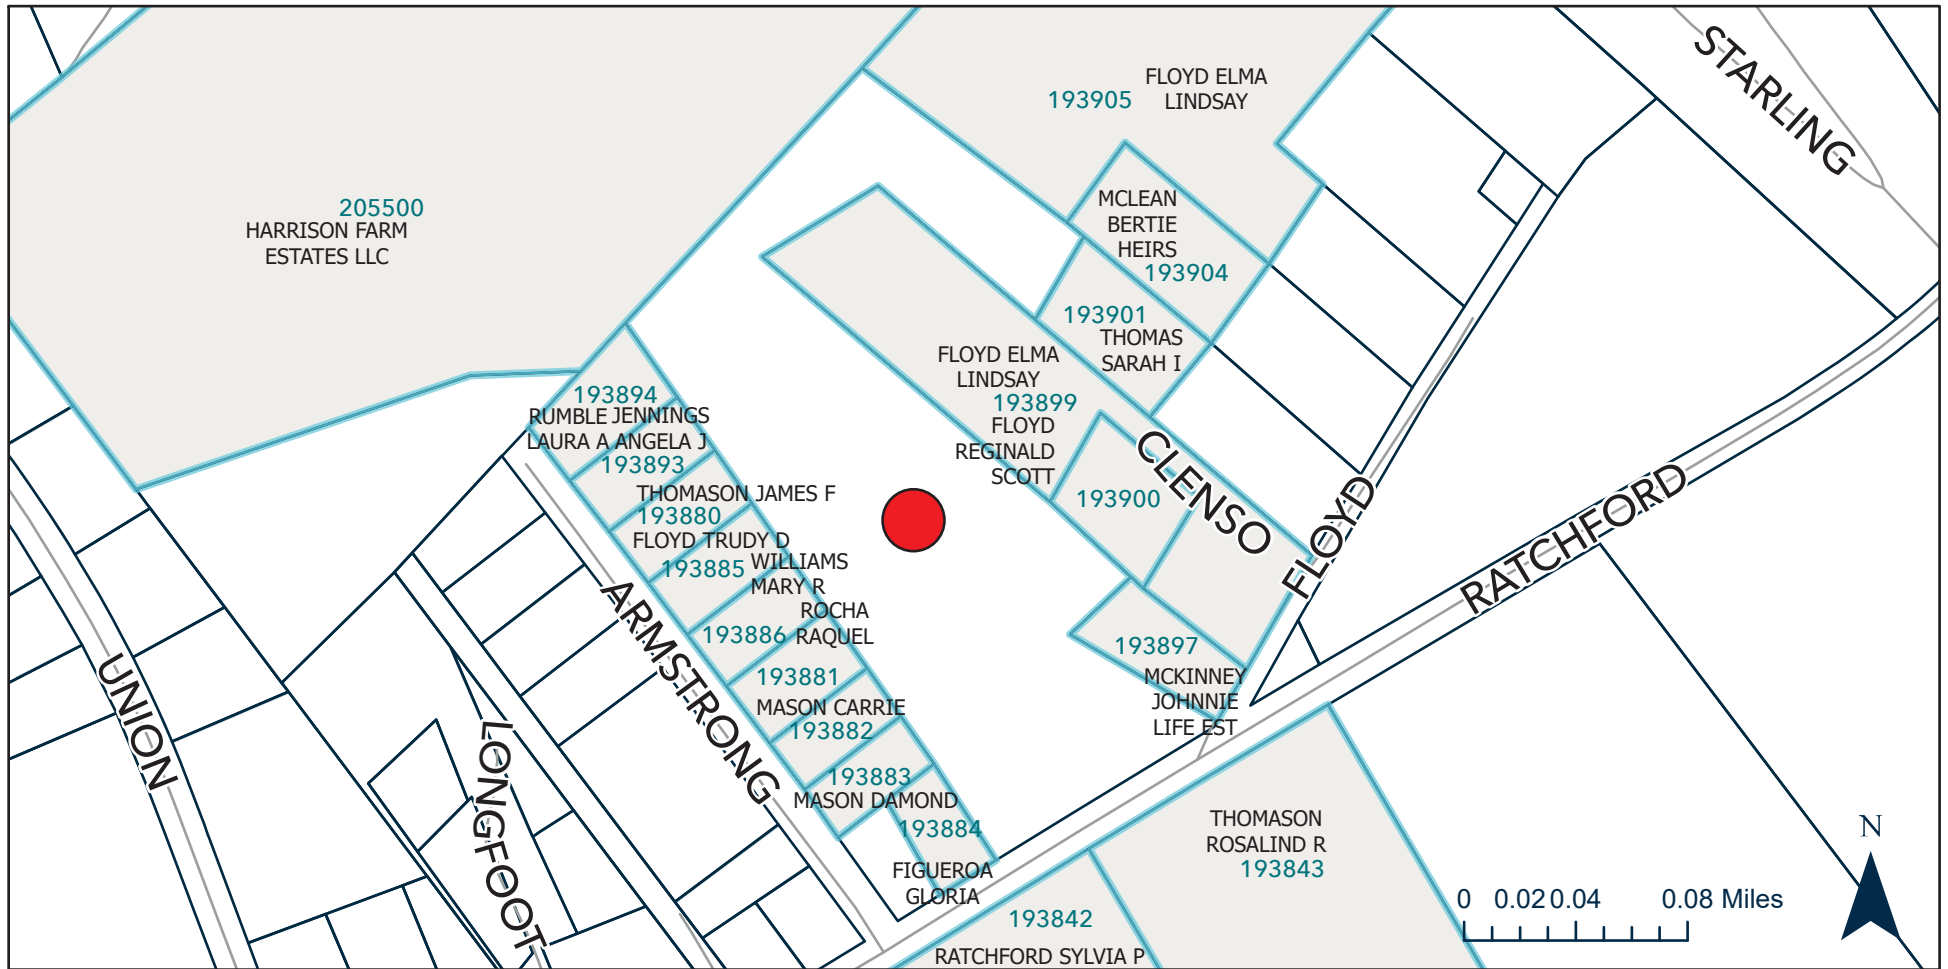 STARLING
FLOYD ELMA
LINDSAY
193905
205500
HARRISON FARM
ESTATES LLC
MCLEAN
BERTIE
HEIRS
193904
193901
THOMAS
SARAH I
FLOYD ELMA
LINDSAY
193899
FLOYD
REGINALD
SCOTT
193894
RUMBLE JENNINGS
LAURA A ANGELA J
193893
THOMASON JAMES F
193880
FLOYD TRUDY D
193885
WILLIAMS
MARY R
ROCHA
193886 RAQUEL
193881
MASON CARRIE
193882
193883
MASON DAMOND
193884
FIGUEROA
GLORIA
193900
CLENSO
FLOYD
RATCHFORD
193897
MCKINNEY
JOHNNIE
LIFE EST
ARMSTRONG
UNION
LONGFOOT
THOMASON
ROSALIND R
193843
193842
RATCHFORD SYLVIA P
N
0 0.02 0.04 0.08 Miles